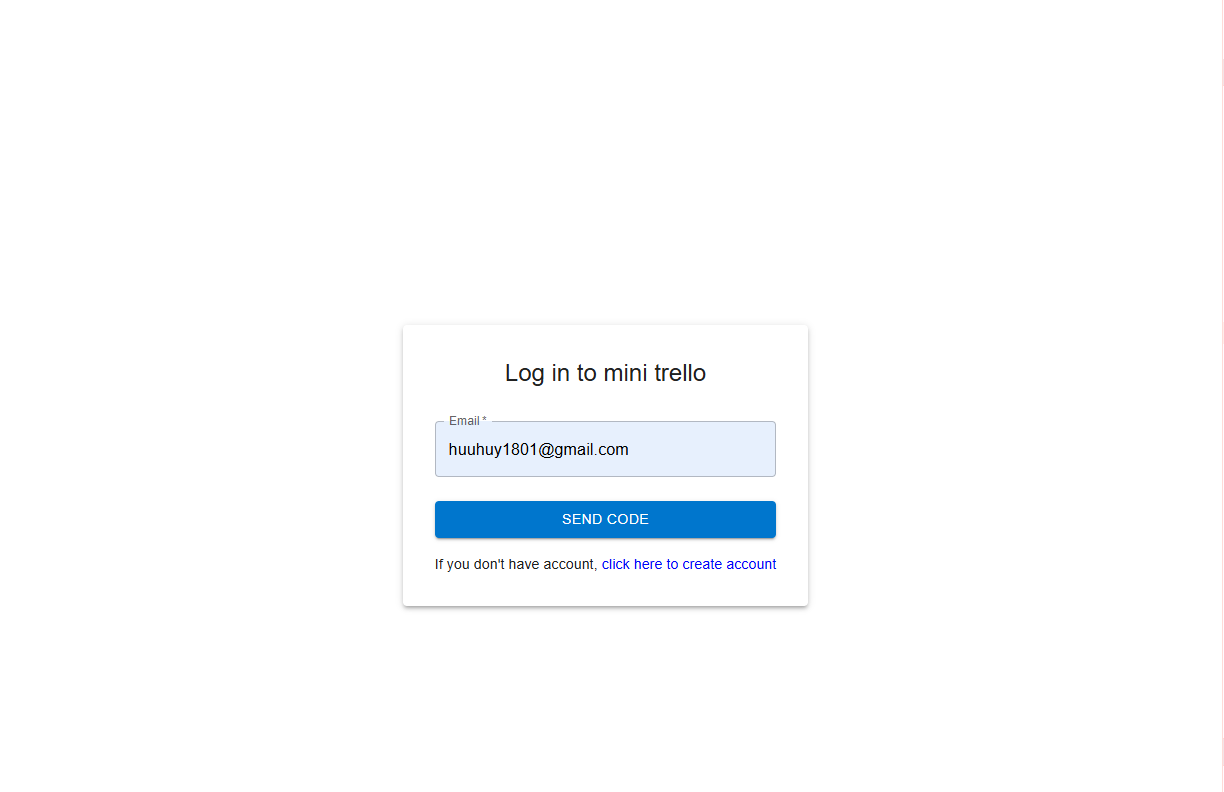 Log in to mini trello
Email *
huuhuy1801@gmail.com
SEND CODE
If you don't have account, click here to create account